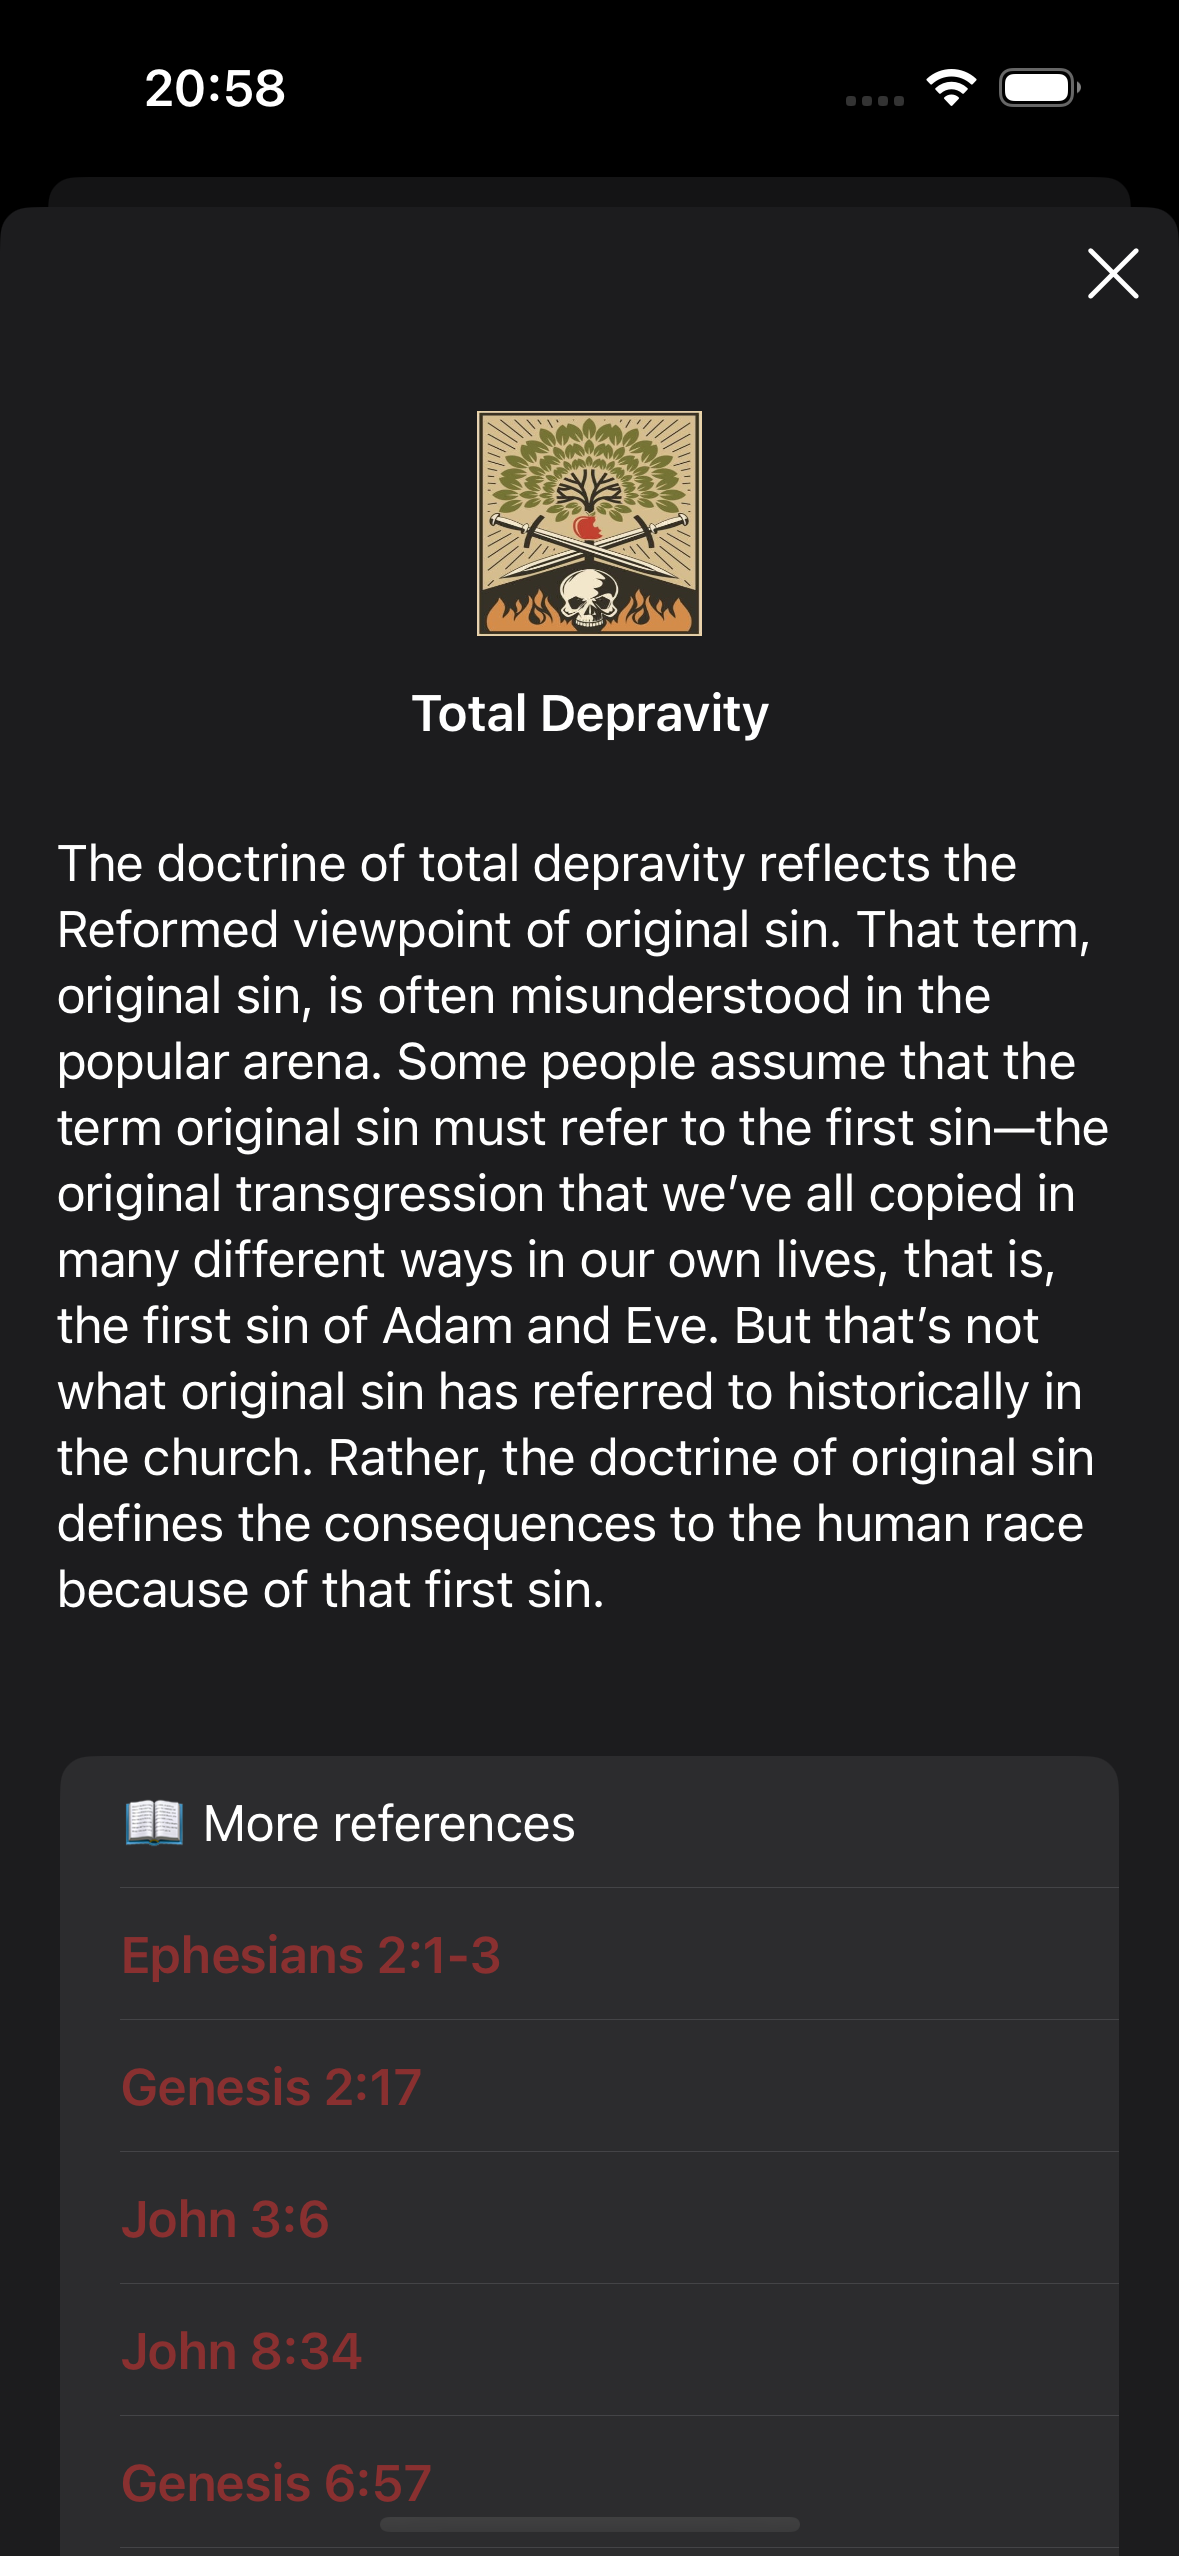 20:58
Total Depravity
The doctrine of total depravity reflects the
Reformed viewpoint of original sin. That term,
original sin, is often misunderstood in the
popular arena. Some people assume that the
term original sin must refer to the first sin—the
original transgression that we’ve all copied in
many different ways in our own lives, that is,
the first sin of Adam and Eve. But that’s not
what original sin has referred to historically in
the church. Rather, the doctrine of original sin
defines the consequences to the human race
because of that first sin.
📖 More references
Ephesians 2:1-3
Genesis 2:17
John 3:6
John 8:34
Genesis 6:57